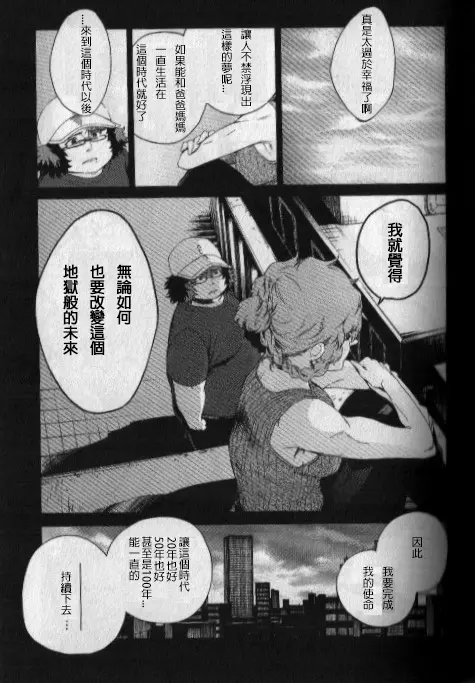 真是太過於幸福了啊
讓人不禁浮現出
這樣的夢呢…
如果能和爸爸媽媽
一直生活在
這個時代就好了
…來到這個時代以後
我就覺得
無論如何
也要改變這個
地獄般的未來
因此
我要完成
我的使命
讓這個時代
20年也好
50年也好
甚至是100年…
能一直的
——持續下去…